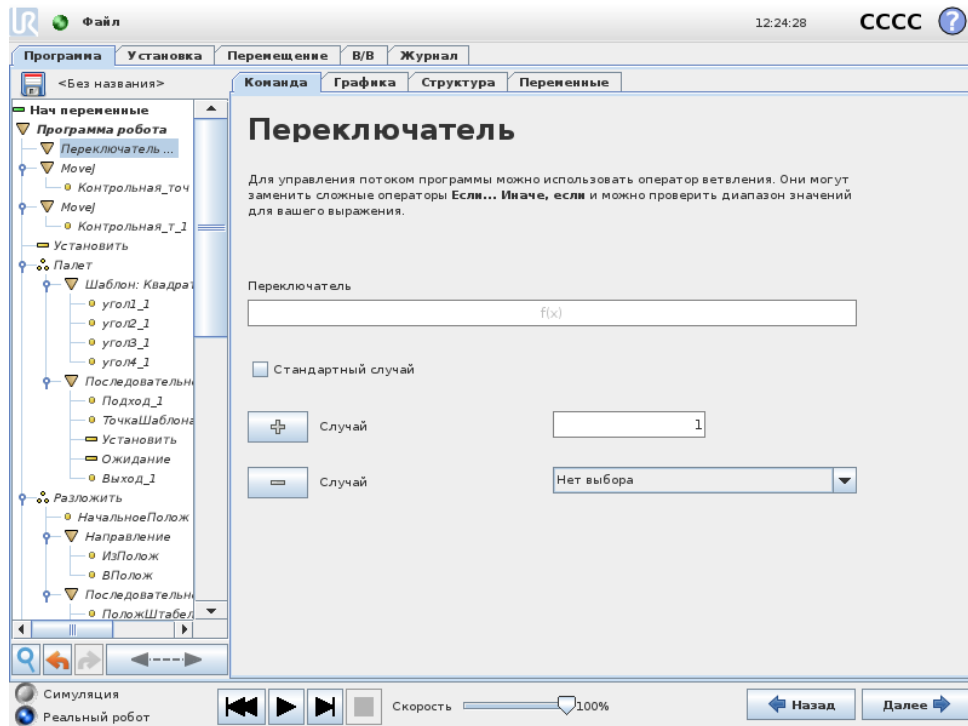 UR Файл 12:24:28 CCCC ?
Программа Установка Перемещение В/В Журнал
<Без названия> Команда Графика Структура Переменные
Нач переменные
Программа робота
Переключатель ...
MoveJ
Контрольная_точ
MoveJ
Контрольная_т_1
Установить
Палет
Шаблон: Квадрат
угол1_1
угол2_1
угол3_1
угол4_1
Последовательн
Подход_1
ТочкаШаблона
Установить
Ожидание
Выход_1
Разложить
НачальноеПолож
Направление
ИзПолож
ВПолож
Последовательн
ПоложШтабел
Переключатель
Для управления потоком программы можно использовать оператор ветвления. Они могут
заменить сложные операторы Если... Иначе, если и можно проверить диапазон значений
для вашего выражения.
Переключатель
f(x)
Стандартный случай
Случай 1
Случай Нет выбора
Симуляция
Реальный робот
Скорость 100%
Назад Далее